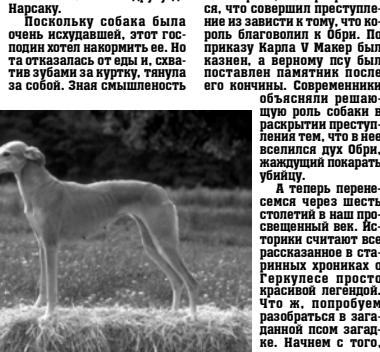 Нарсаку.
Поскольку собака была
очень исхудавшей, этот гос-
подин хотел накормить ее. Но
та отказалась от еды и, схва-
тив зубами за куртку, тянула
за собой. Зная смышленость
ся, что совершил преступле-
ние из зависти к тому, что ко-
роль благоволил к Обри. По
приказу Карла V Макер был
казнен, а верному псу был
поставлен памятник после
его кончины. Современники
объясняли решаю-
щую роль собаки в
раскрытии преступ-
ления тем, что в нее
вселился дух Обри,
жаждущий покарать
убийцу.
А теперь перене-
семся через шесть
столетий в наш про-
свещенный век. Ис-
торики считают все
рассказанное в ста-
ринных хрониках о
Геркулесе просто
красивой легендой.
Что ж, попробуем
разобраться в зага-
данной псом загад-
ке. Начнем с того,